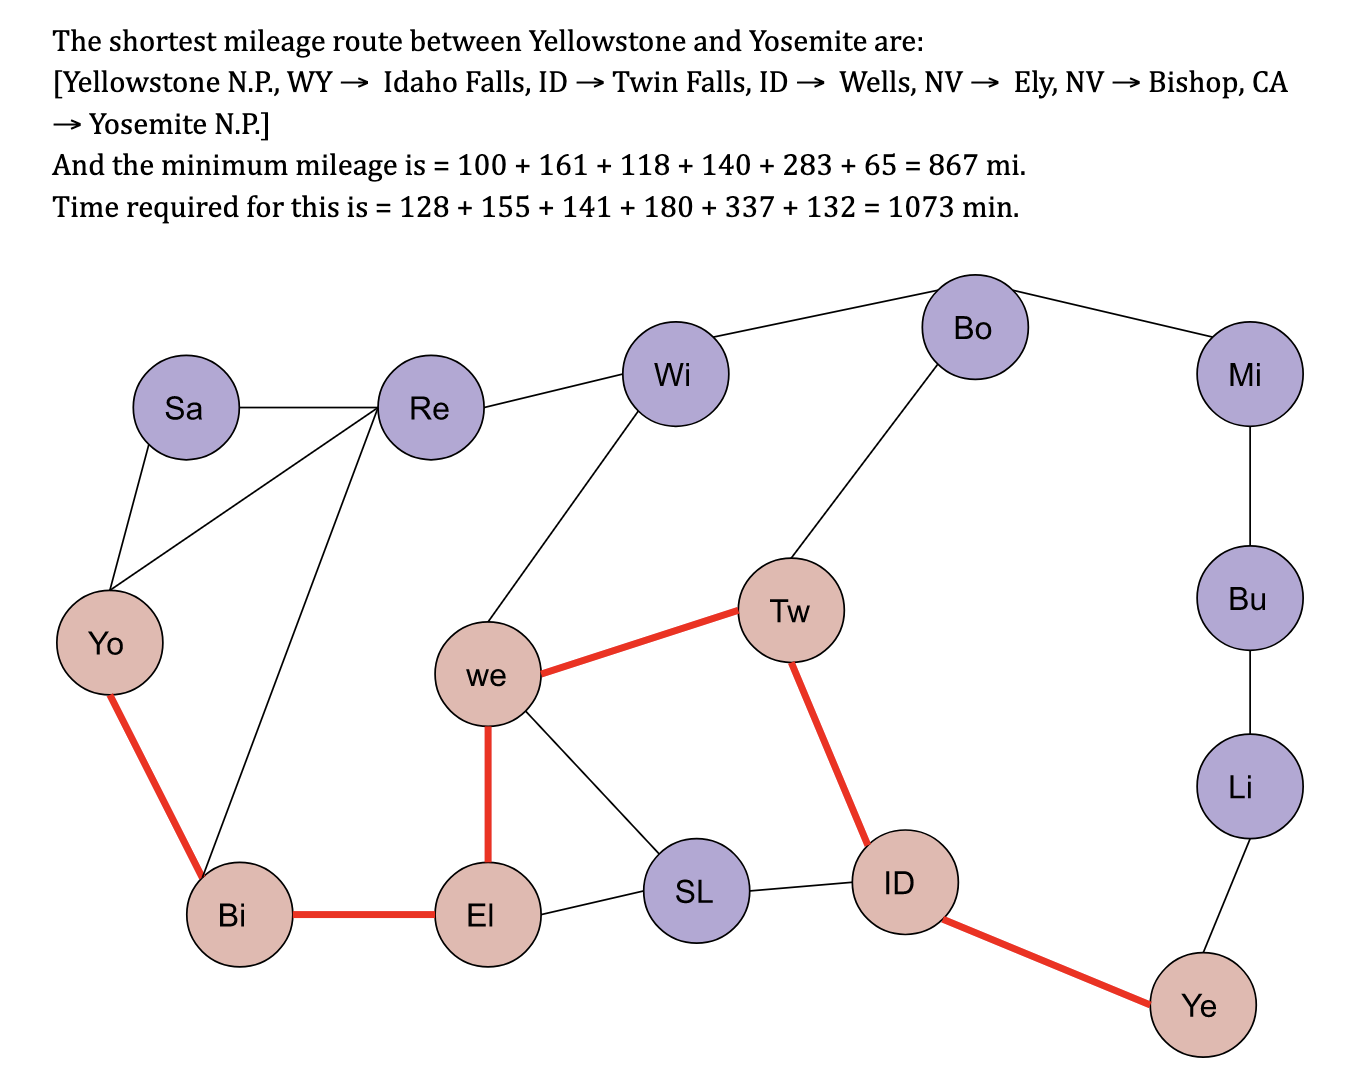 The shortest mileage route between Yellowstone and Yosemite are:
[Yellowstone N.P., WY → Idaho Falls, ID → Twin Falls, ID → Wells, NV → Ely, NV → Bishop, CA
→ Yosemite N.P.]
And the minimum mileage is = 100 + 161 + 118 + 140 + 283 + 65 = 867 mi.
Time required for this is = 128 + 155 + 141 + 180 + 337 + 132 = 1073 min.
Bo
Wi
Mi
Sa
Re
Bu
Tw
Yo
we
Li
ID
SL
Bi
El
Ye